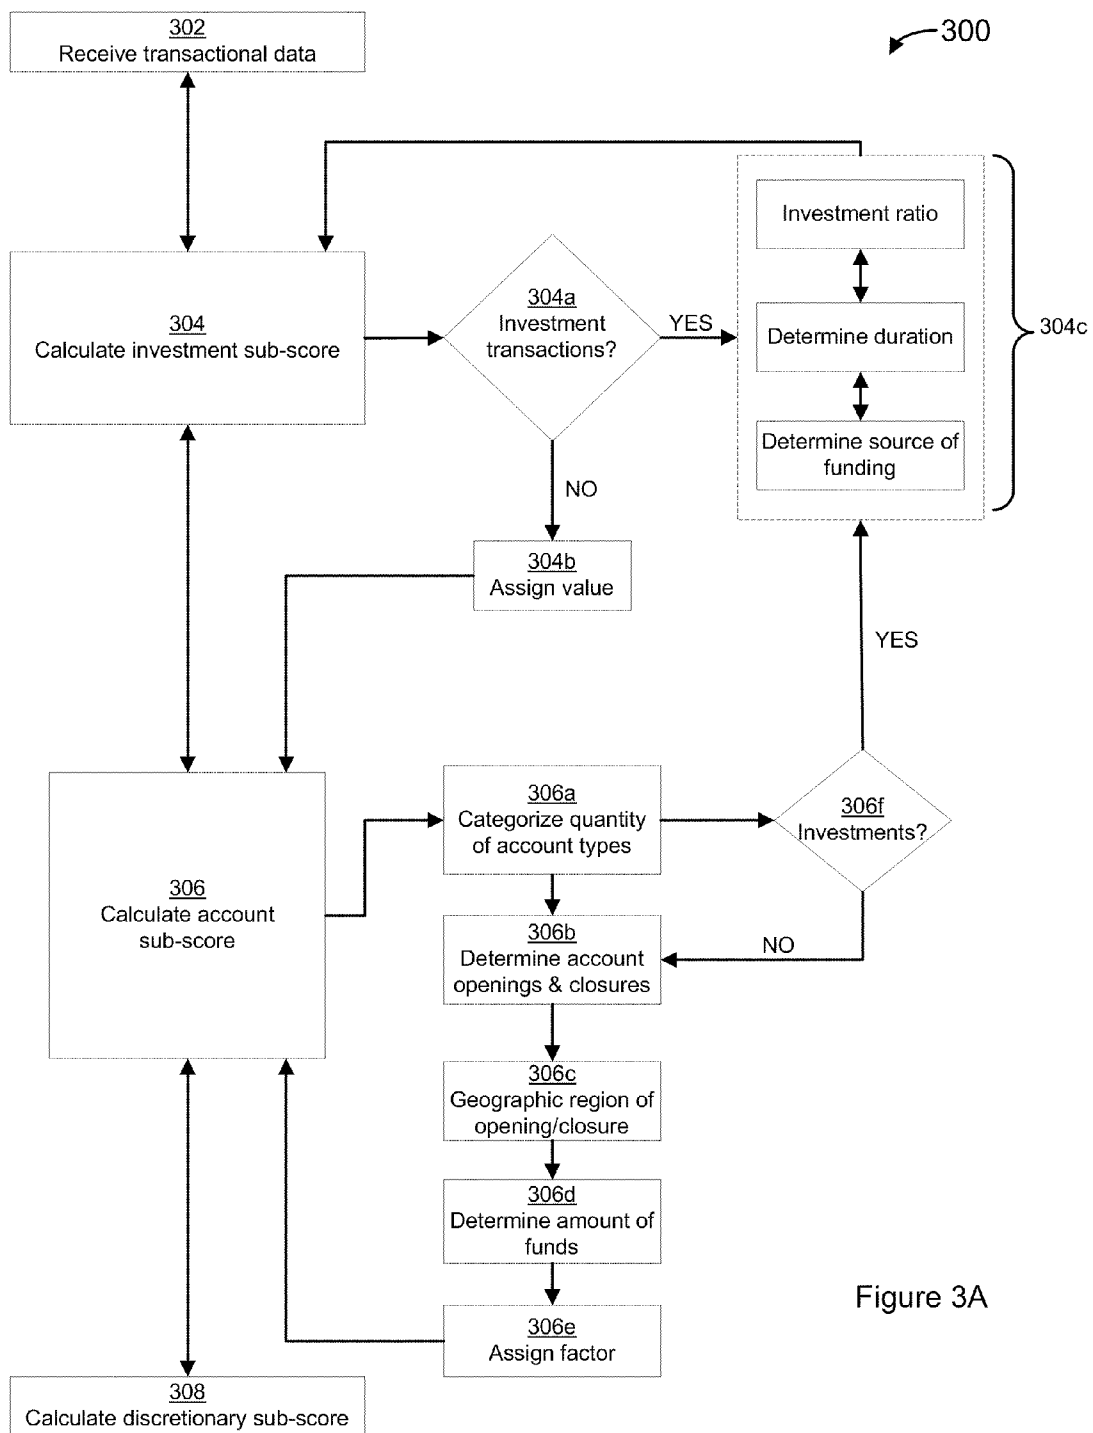 302
Receive transactional data
300
304
Calculate investment sub-score
304a
Investment
transactions?
YES
Investment ratio
Determine duration
Determine source of
funding
304c
NO
304b
Assign value
YES
306
Calculate account
sub-score
306a
Categorize quantity
of account types
306f
Investments?
NO
306b
Determine account
openings & closures
306c
Geographic region of
opening/closure
306d
Determine amount of
funds
306e
Assign factor
Figure 3A
308
Calculate discretionary sub-score